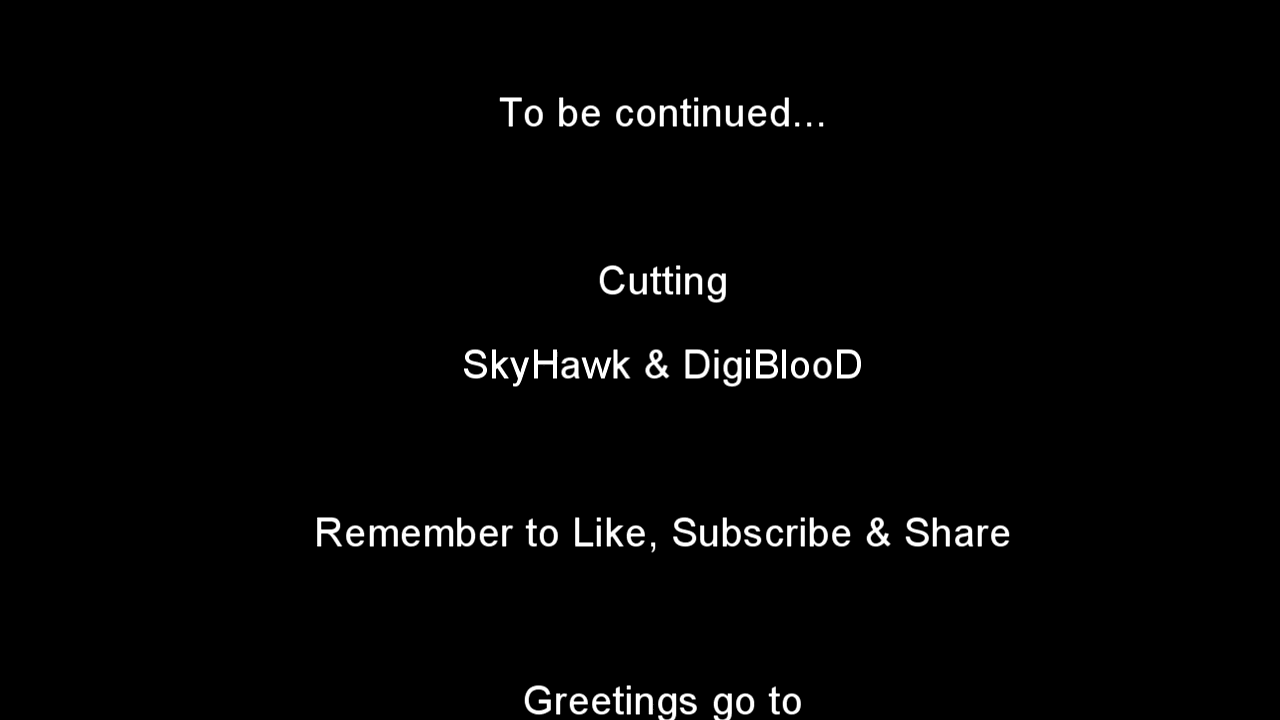 To be continued...
Cutting
SkyHawk & DigiBlooD
Remember to Like, Subscribe & Share
Greetings go to